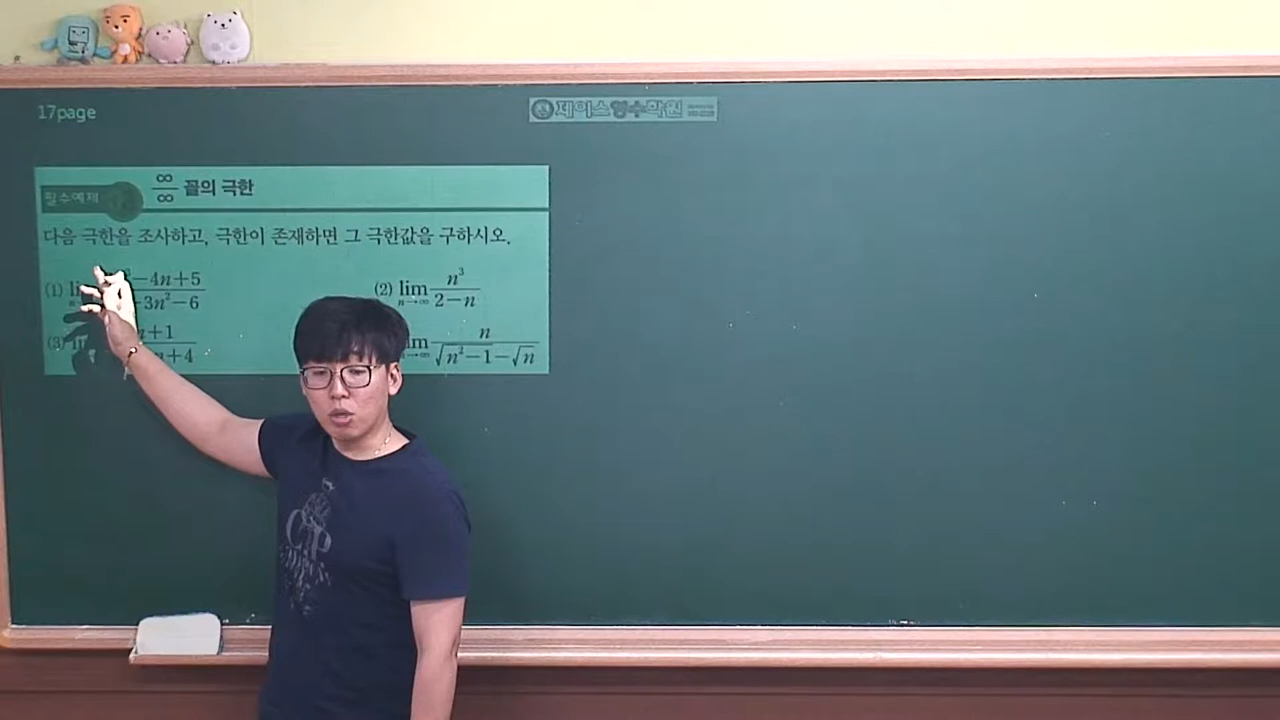 17page
제이스영수학원
필수예제
∞/∞ 꼴의 극한
다음 극한을 조사하고, 극한이 존재하면 그 극한값을 구하시오.
(1) −4n+5 / −3n²−6
(2) lim n→∞ n³/(2−n)
(3) n+1 / n+4
lim n→∞ n/(√(n²−1)−√n)